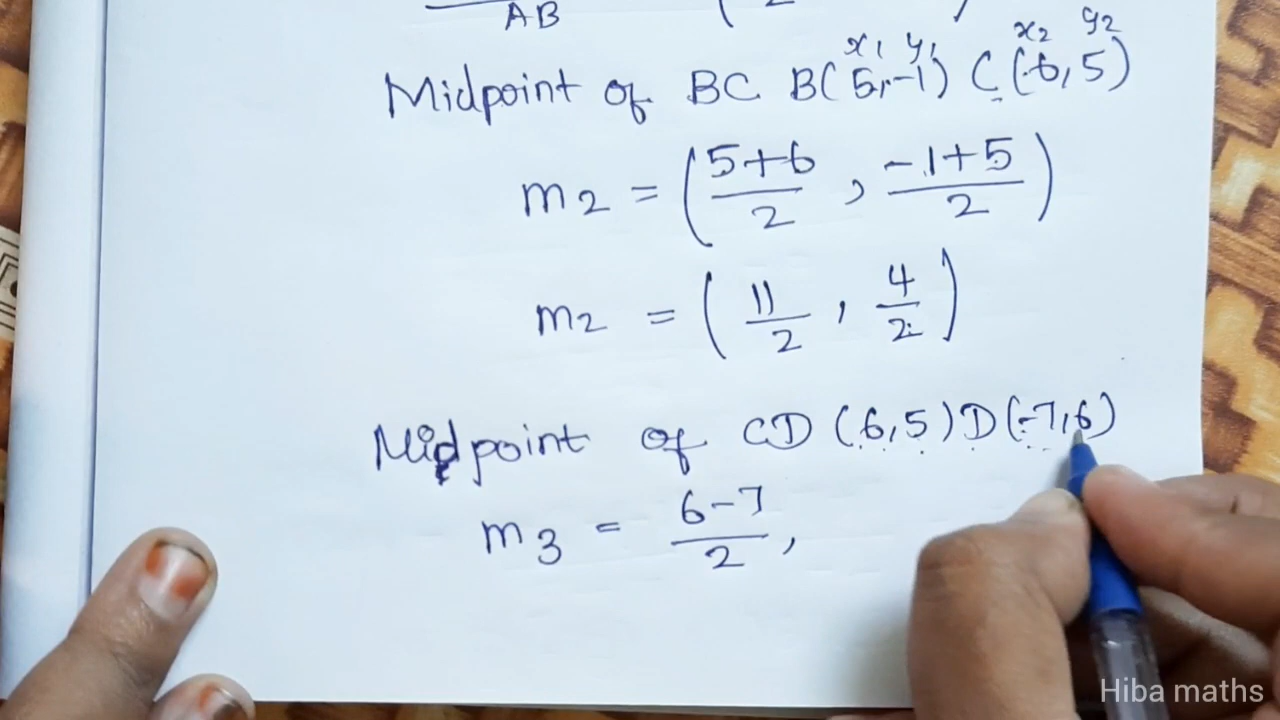 AB
x1 y1 x2 y2
Midpoint of BC B(5,-1) C(6,5)
m2 = (5+6/2, -1+5/2)
m2 = (11/2, 4/2)
Midpoint of CD (6,5) D(-7,6)
m3 = 6-7/2,
Hiba maths